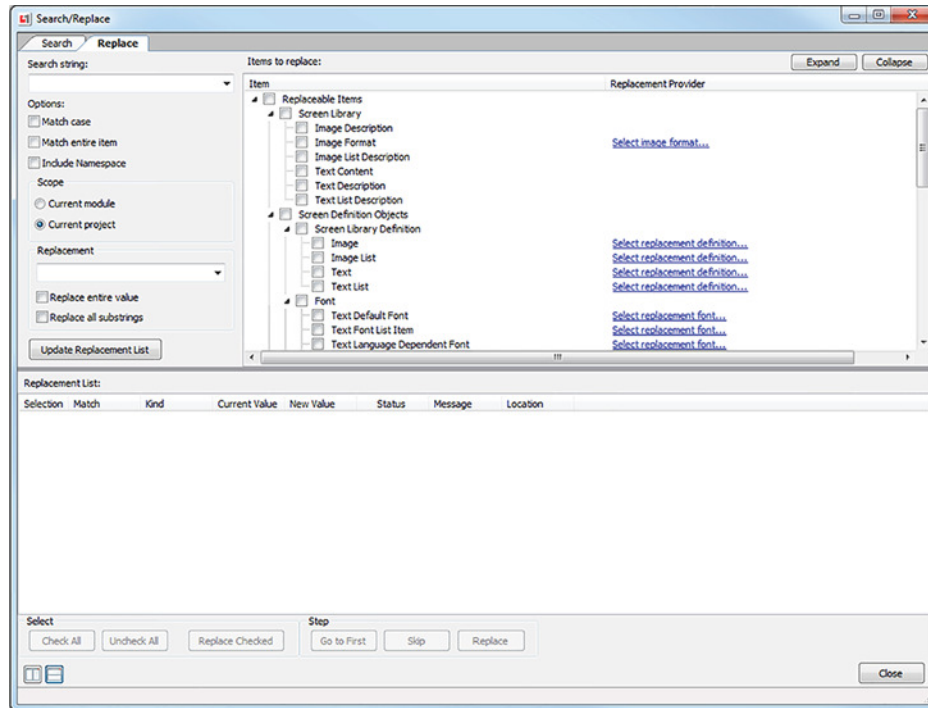 L1 Search/Replace
Search Replace
Search string:
Options:
Match case
Match entire item
Include Namespace
Scope
Current module
Current project
Replacement
Replace entire value
Replace all substrings
Update Replacement List
Items to replace:
Expand Collapse
Item Replacement Provider
Replaceable Items
Screen Library
Image Description
Image Format Select image format...
Image List Description
Text Content
Text Description
Text List Description
Screen Definition Objects
Screen Library Definition
Image Select replacement definition...
Image List Select replacement definition...
Text Select replacement definition...
Text List Select replacement definition...
Font
Text Default Font Select replacement font...
Text Font List Item Select replacement font...
Text Language Dependent Font Select replacement font...
Replacement List:
Selection Match Kind Current Value New Value Status Message Location
Select Step
Check All Uncheck All Replace Checked Go to First Skip Replace
Close